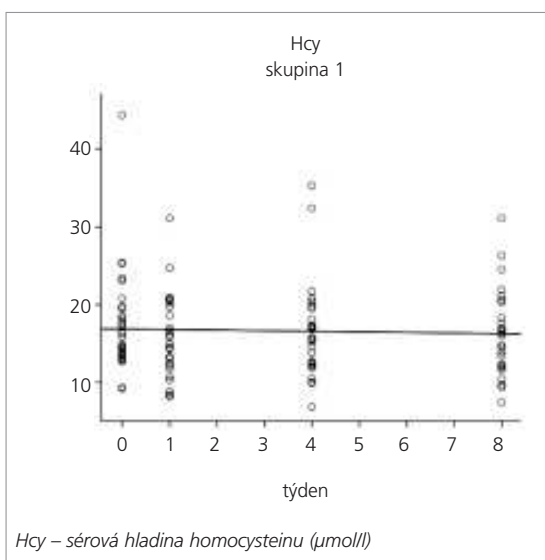 Hcy
skupina 1
40
30
20
10
0 1 2 3 4 5 6 7 8
týden
Hcy – sérová hladina homocysteinu (μmol/l)